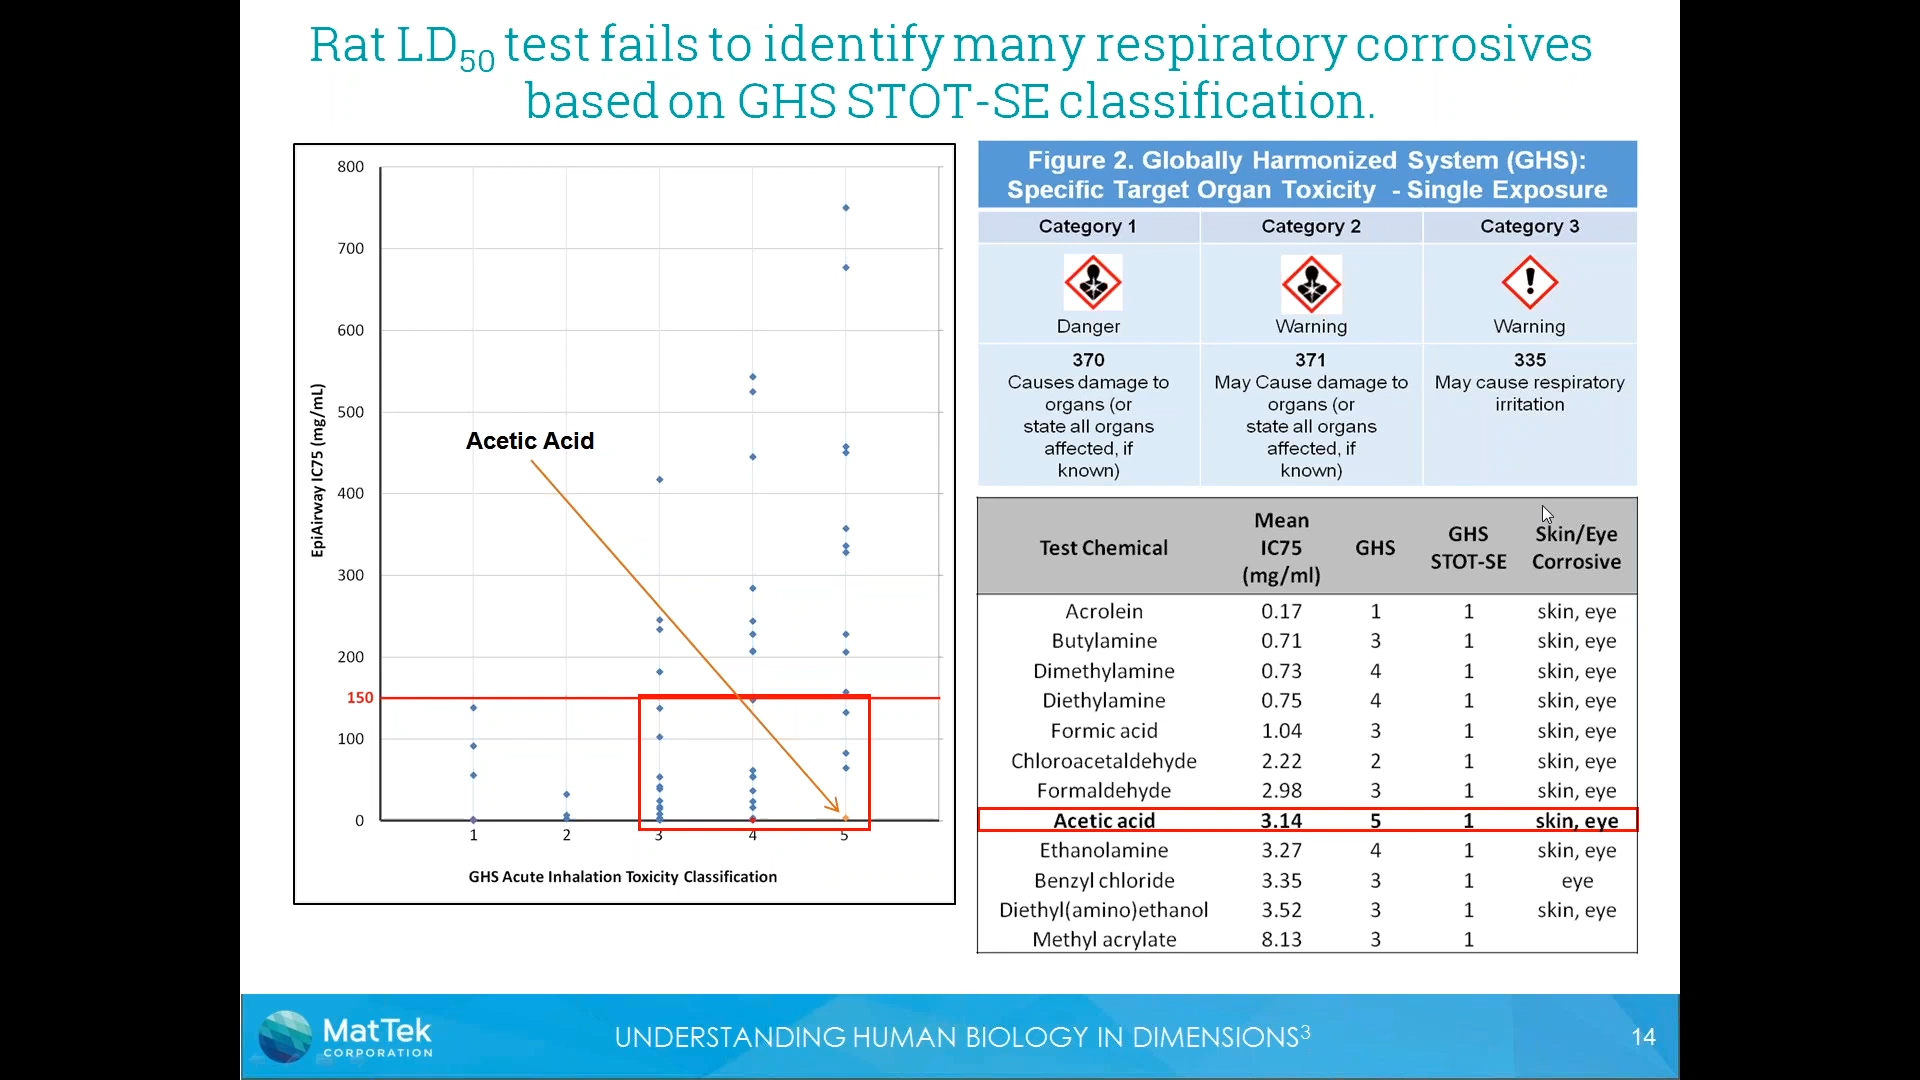 Rat LD50 test fails to identify many respiratory corrosives
based on GHS STOT-SE classification.
800
700
600
500
400
300
200
150
100
0
1 2 3 4 5
EpiAirway IC75 (mg/mL)
GHS Acute Inhalation Toxicity Classification
Acetic Acid
Figure 2. Globally Harmonized System (GHS):
Specific Target Organ Toxicity - Single Exposure
Category 1 Category 2 Category 3
Danger Warning Warning
370
Causes damage to
organs (or
state all organs
affected, if
known)
371
May Cause damage to
organs (or
state all organs
affected, if
known)
335
May cause respiratory
irritation
Test Chemical
Mean
IC75
(mg/ml)
GHS
GHS
STOT-SE
Skin/Eye
Corrosive
Acrolein 0.17 1 1 skin, eye
Butylamine 0.71 3 1 skin, eye
Dimethylamine 0.73 4 1 skin, eye
Diethylamine 0.75 4 1 skin, eye
Formic acid 1.04 3 1 skin, eye
Chloroacetaldehyde 2.22 2 1 skin, eye
Formaldehyde 2.98 3 1 skin, eye
Acetic acid 3.14 5 1 skin, eye
Ethanolamine 3.27 4 1 skin, eye
Benzyl chloride 3.35 3 1 eye
Diethyl(amino)ethanol 3.52 3 1 skin, eye
Methyl acrylate 8.13 3 1
MatTek
CORPORATION
UNDERSTANDING HUMAN BIOLOGY IN DIMENSIONS³
14